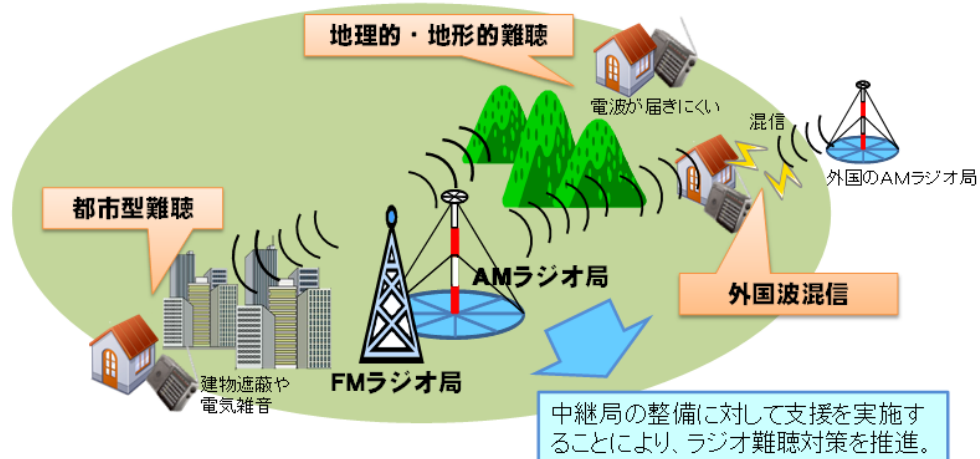 地理的・地形的難聴
電波が届きにくい
混信
外国のAMラジオ局
都市型難聴
AMラジオ局
外国波混信
FMラジオ局
建物遮蔽や
電気雑音
中継局の整備に対して支援を実施す
ることにより、ラジオ難聴対策を推進。